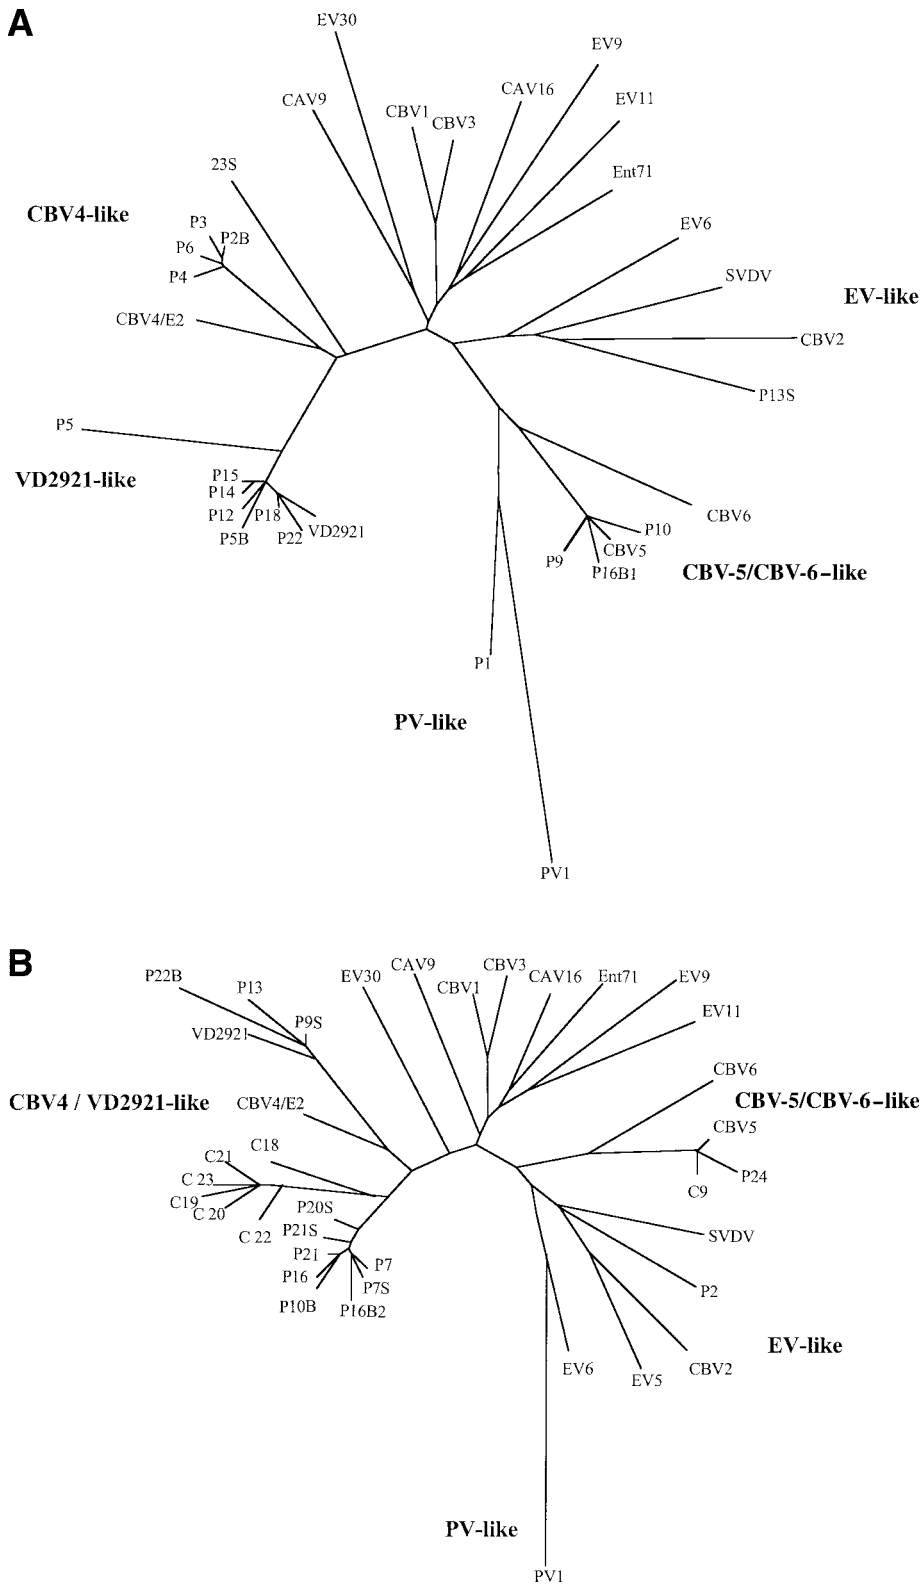 A
EV30
EV9
CAV16
CAV9
EV11
CBV1
CBV3
23S
Ent71
CBV4-like
P3
P2B
P6
P4
EV6
SVDV
EV-like
CBV4/E2
CBV2
P13S
P5
VD2921-like
P15
P14
P12
P18
P5B
P22
VD2921
CBV6
P10
CBV5
P9
P16B1
CBV-5/CBV-6-like
P1
PV-like
PV1
B
P22B
P13
EV30
CAV9
CBV3
CBV1
CAV16
Ent71
EV9
EV11
P9S
VD2921
CBV6
CBV4 / VD2921-like
CBV4/E2
CBV-5/CBV-6-like
CBV5
C18
C21
C 23
C19
C 20
C 22
P24
C9
P20S
P21S
P21
P16
P10B
P7
P7S
P16B2
SVDV
P2
EV-like
EV6
EV5
CBV2
PV-like
PV1